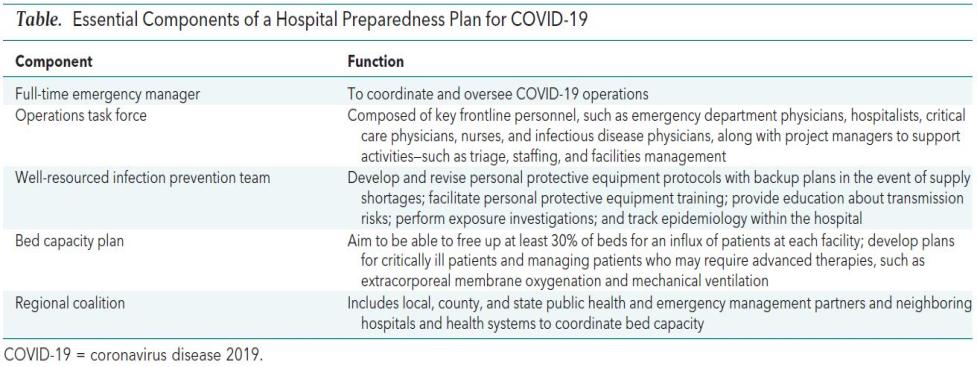 Table. Essential Components of a Hospital Preparedness Plan for COVID-19
Component Function
Full-time emergency manager To coordinate and oversee COVID-19 operations
Operations task force Composed of key frontline personnel, such as emergency department physicians, hospitalists, critical
care physicians, nurses, and infectious disease physicians, along with project managers to support
activities—such as triage, staffing, and facilities management
Well-resourced infection prevention team Develop and revise personal protective equipment protocols with backup plans in the event of supply
shortages; facilitate personal protective equipment training; provide education about transmission
risks; perform exposure investigations; and track epidemiology within the hospital
Bed capacity plan Aim to be able to free up at least 30% of beds for an influx of patients at each facility; develop plans
for critically ill patients and managing patients who may require advanced therapies, such as
extracorporeal membrane oxygenation and mechanical ventilation
Regional coalition Includes local, county, and state public health and emergency management partners and neighboring
hospitals and health systems to coordinate bed capacity
COVID-19 = coronavirus disease 2019.